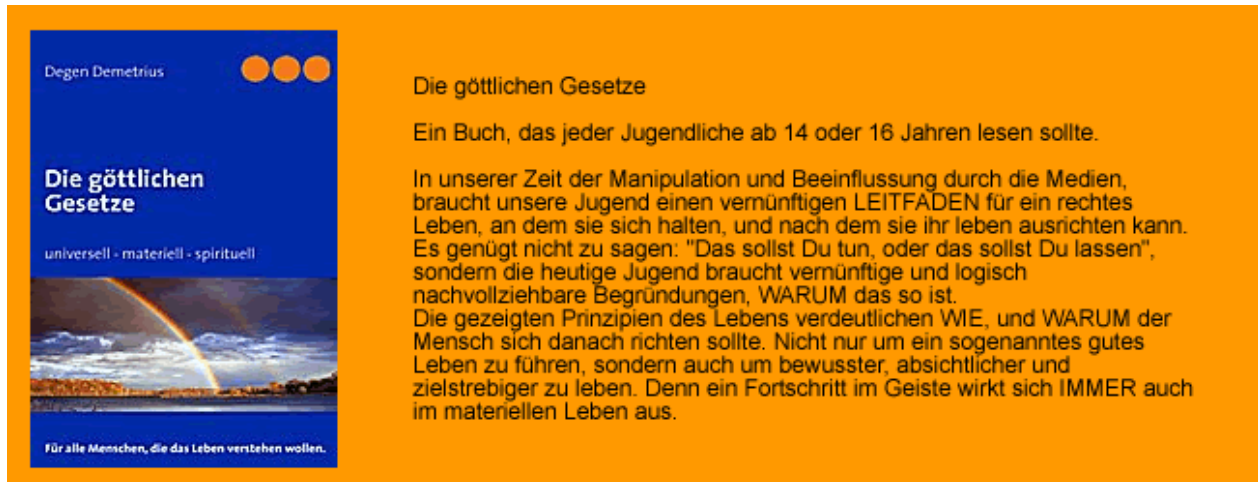 Degen Demetrius
Die göttlichen
Gesetze
universell - materiell - spirituell
Für alle Menschen, die das Leben verstehen wollen.
Die göttlichen Gesetze
Ein Buch, das jeder Jugendliche ab 14 oder 16 Jahren lesen sollte.
In unserer Zeit der Manipulation und Beeinflussung durch die Medien,
braucht unsere Jugend einen vernünftigen LEITFADEN für ein rechtes
Leben, an dem sie sich halten, und nach dem sie ihr leben ausrichten kann.
Es genügt nicht zu sagen: "Das sollst Du tun, oder das sollst Du lassen",
sondern die heutige Jugend braucht vernünftige und logisch
nachvollziehbare Begründungen, WARUM das so ist.
Die gezeigten Prinzipien des Lebens verdeutlichen WIE, und WARUM der
Mensch sich danach richten sollte. Nicht nur um ein sogenanntes gutes
Leben zu führen, sondern auch um bewusster, absichtlicher und
zielstrebiger zu leben. Denn ein Fortschritt im Geiste wirkt sich IMMER auch
im materiellen Leben aus.